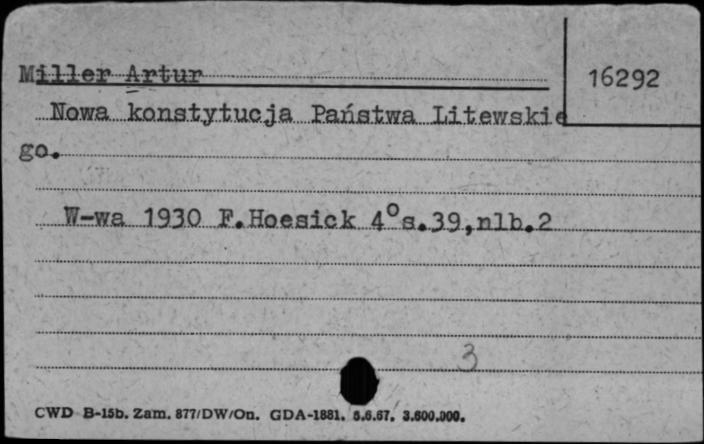 Miller Artur
16292
Nowa konstytucja Państwa Litewskie
go.
W-wa 1930 F.Hoesick 4°s.39,nlb.2
3
CWD B-15b. Zam. 877/DW/On. GDA-1881. 5.6.67. 3.600.000.